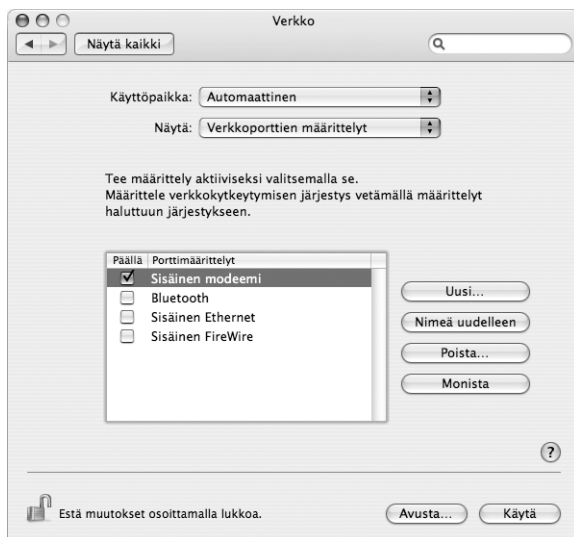 Verkko
Näytä kaikki
Käyttöpaikka: Automaattinen
Näytä: Verkkoporttien määrittelyt
Tee määrittely aktiiviseksi valitsemalla se.
Määrittele verkkokytkeytymisen järjestys vetämällä määrittelyt
haluttuun järjestykseen.
Päällä Porttimäärittelyt
Sisäinen modeemi
Bluetooth
Sisäinen Ethernet
Sisäinen FireWire
Uusi...
Nimeä uudelleen
Poista...
Monista
?
Estä muutokset osoittamalla lukkoa.
Avusta... Käytä